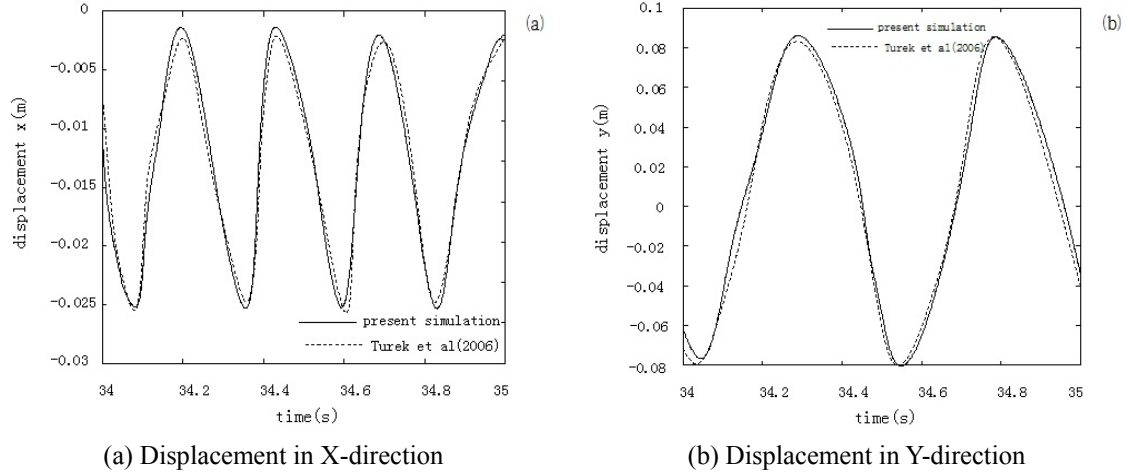 (a)
0
-0.005
-0.01
-0.015
-0.02
-0.025
-0.03
displacement x(m)
present simulation
Turek et al(2006)
34
34.2
34.4
34.6
34.8
35
time(s)
(b)
0.1
0.08
0.06
0.04
0.02
0
-0.02
-0.04
-0.06
-0.08
displacement y(m)
present simulation
Turek et al(2006)
34
34.2
34.4
34.6
34.8
35
time(s)
(a) Displacement in X-direction
(b) Displacement in Y-direction